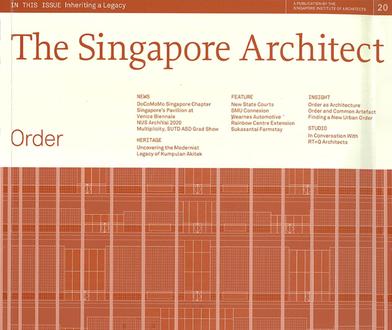 IN THIS ISSUE Inheriting a Legacy
A PUBLICATION BY THE
SINGAPORE INSTITUTE OF ARCHITECTS
20
The Singapore Architect
NEWS
DoCoMoMo Singapore Chapter
Singapore's Pavilion at
Venice Biennale
NUS ArchiVal 2020
Multiplicity, SUTD ASD Grad Show
HERITAGE
Uncovering the Modernist
Legacy of Kumpulan Akitek
FEATURE
New State Courts
SMU Connexion
Wearnes Automotive
Rainbow Centre Extension
Sukasantai Farmstay
INSIGHT
Order as Architecture
Order and Common Artefact
Finding a New Urban Order
STUDIO
In Conversation With
RT+Q Architects
Order